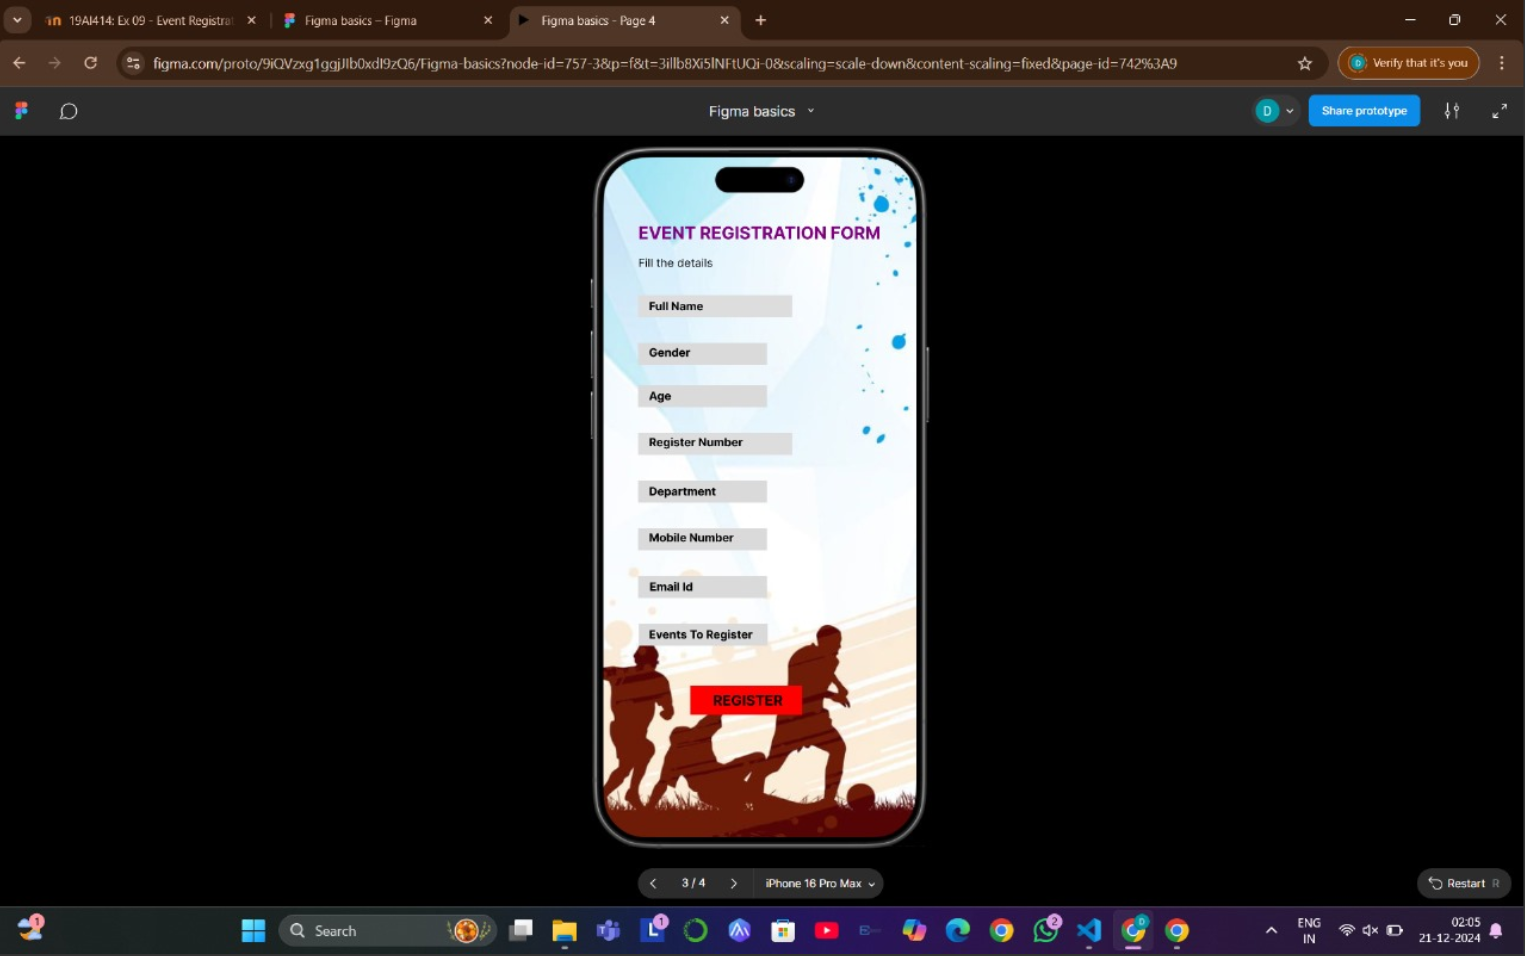 19AI414: Ex 09 - Event Registrat
Figma basics – Figma
Figma basics - Page 4
figma.com/proto/9iQVzxg1ggjJIb0xdI9zQ6/Figma-basics?node-id=757-3&p=f&t=3illb8Xi5lNFtUQi-0&scaling=scale-down&content-scaling=fixed&page-id=742%3A9
D
Verify that it's you
Figma basics
D
Share prototype
EVENT REGISTRATION FORM
Fill the details
Full Name
Gender
Age
Register Number
Department
Mobile Number
Email Id
Events To Register
REGISTER
3 / 4
iPhone 16 Pro Max
Restart R
1
Search
L
1
2
D
ENG
IN
02:05
21-12-2024